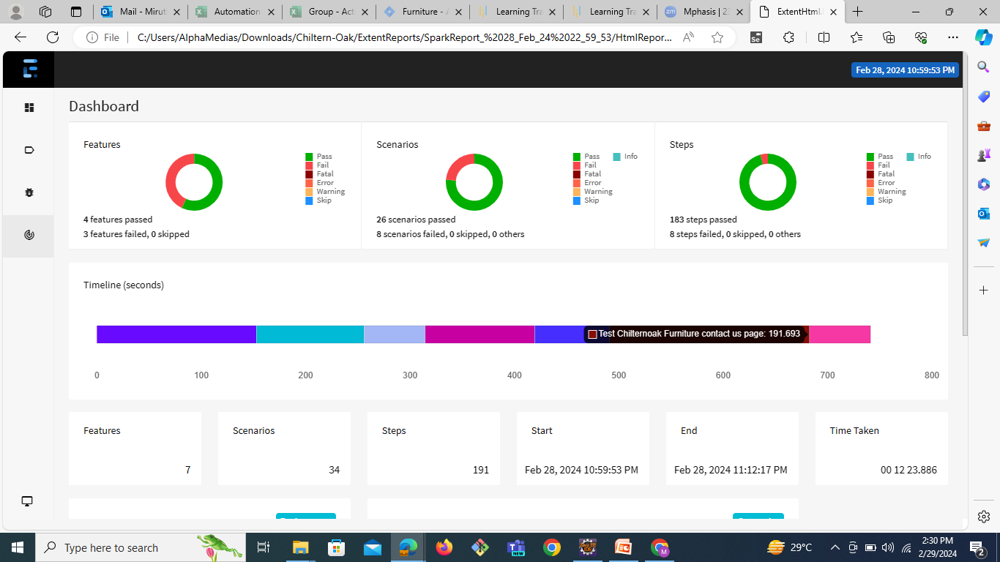 Mail - Mirut
Automation
Group - Act
Furniture - A
Learning Tra
Learning Tra
Mphasis | 23
ExtentHtml.
File
C:/Users/AlphaMedias/Downloads/Chiltern-Oak/ExtentReports/SparkReport_%2028_Feb_24%2022_59_53/HtmlRepor...
Feb 28, 2024 10:59:53 PM
Dashboard
Features
Pass
Fail
Fatal
Error
Warning
Skip
4 features passed
3 features failed, 0 skipped
Scenarios
Pass Info
Fail
Fatal
Error
Warning
Skip
26 scenarios passed
8 scenarios failed, 0 skipped, 0 others
Steps
Pass Info
Fail
Fatal
Error
Warning
Skip
183 steps passed
8 steps failed, 0 skipped, 0 others
Timeline (seconds)
Test Chilternoak Furniture contact us page: 191.693
0 100 200 300 400 500 600 700 800
Features
7
Scenarios
34
Steps
191
Start
Feb 28, 2024 10:59:53 PM
End
Feb 28, 2024 11:12:17 PM
Time Taken
00 12 23.886
Type here to search
29°C
2:30 PM
2/29/2024
2